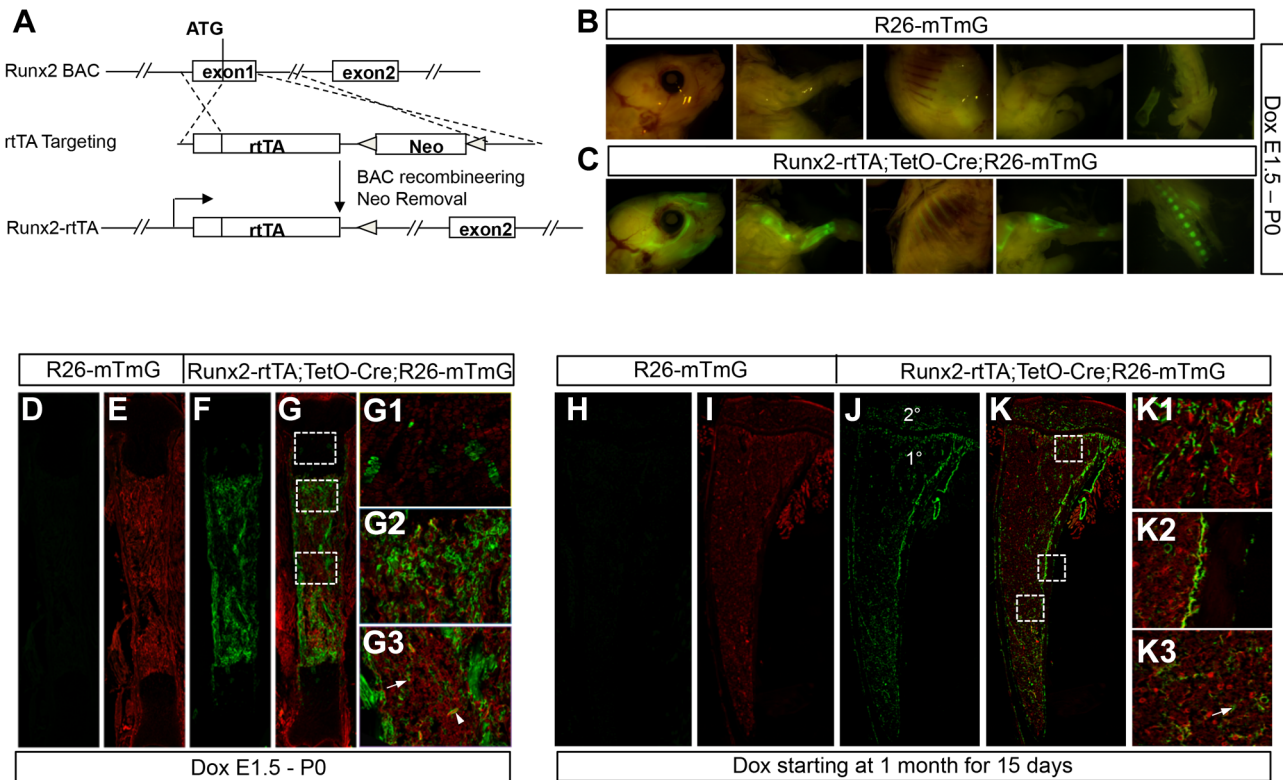 A
ATG
Runx2 BAC
exon1
exon2
rtTA Targeting
rtTA
Neo
BAC recombineering
Neo Removal
Runx2-rtTA
rtTA
exon2
B
R26-mTmG
C
Runx2-rtTA;TetO-Cre;R26-mTmG
Dox E1.5 – P0
R26-mTmG
Runx2-rtTA;TetO-Cre;R26-mTmG
D
E
F
G
G1
G2
G3
Dox E1.5 - P0
R26-mTmG
Runx2-rtTA;TetO-Cre;R26-mTmG
H
I
J
2°
1°
K
K1
K2
K3
Dox starting at 1 month for 15 days